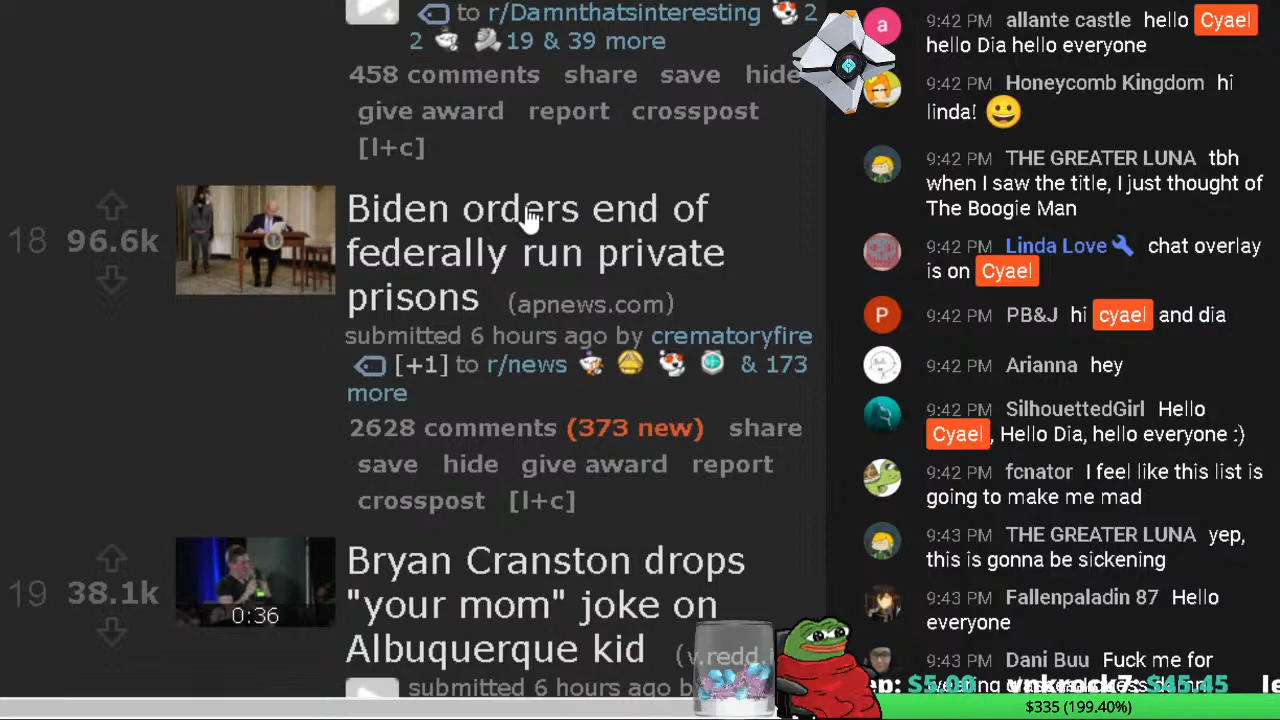 to r/Damnthatsinteresting 2
2 19 & 39 more
458 comments share save hide
give award report crosspost
[l+c]
18 96.6k
Biden orders end of
federally run private
prisons (apnews.com)
submitted 6 hours ago by crematoryfire
[+1] to r/news & 173
more
2628 comments (373 new) share
save hide give award report
crosspost [l+c]
19 38.1k
0:36
Bryan Cranston drops
"your mom" joke on
Albuquerque kid (v.redd.i
submitted 6 hours ago b
a
9:42 PM allante castle hello Cyael
hello Dia hello everyone
9:42 PM Honeycomb Kingdom hi
linda! 😀
9:42 PM THE GREATER LUNA tbh
when I saw the title, I just thought of
The Boogie Man
9:42 PM Linda Love chat overlay
is on Cyael
P
9:42 PM PB&J hi cyael and dia
9:42 PM Arianna hey
9:42 PM SilhouettedGirl Hello
Cyael, Hello Dia, hello everyone :)
9:42 PM fcnator I feel like this list is
going to make me mad
9:43 PM THE GREATER LUNA yep,
this is gonna be sickening
9:43 PM Fallenpaladin 87 Hello
everyone
9:43 PM Dani Buu Fuck me for
ep: $5.00 $45.45 le
$335 (199.40%)